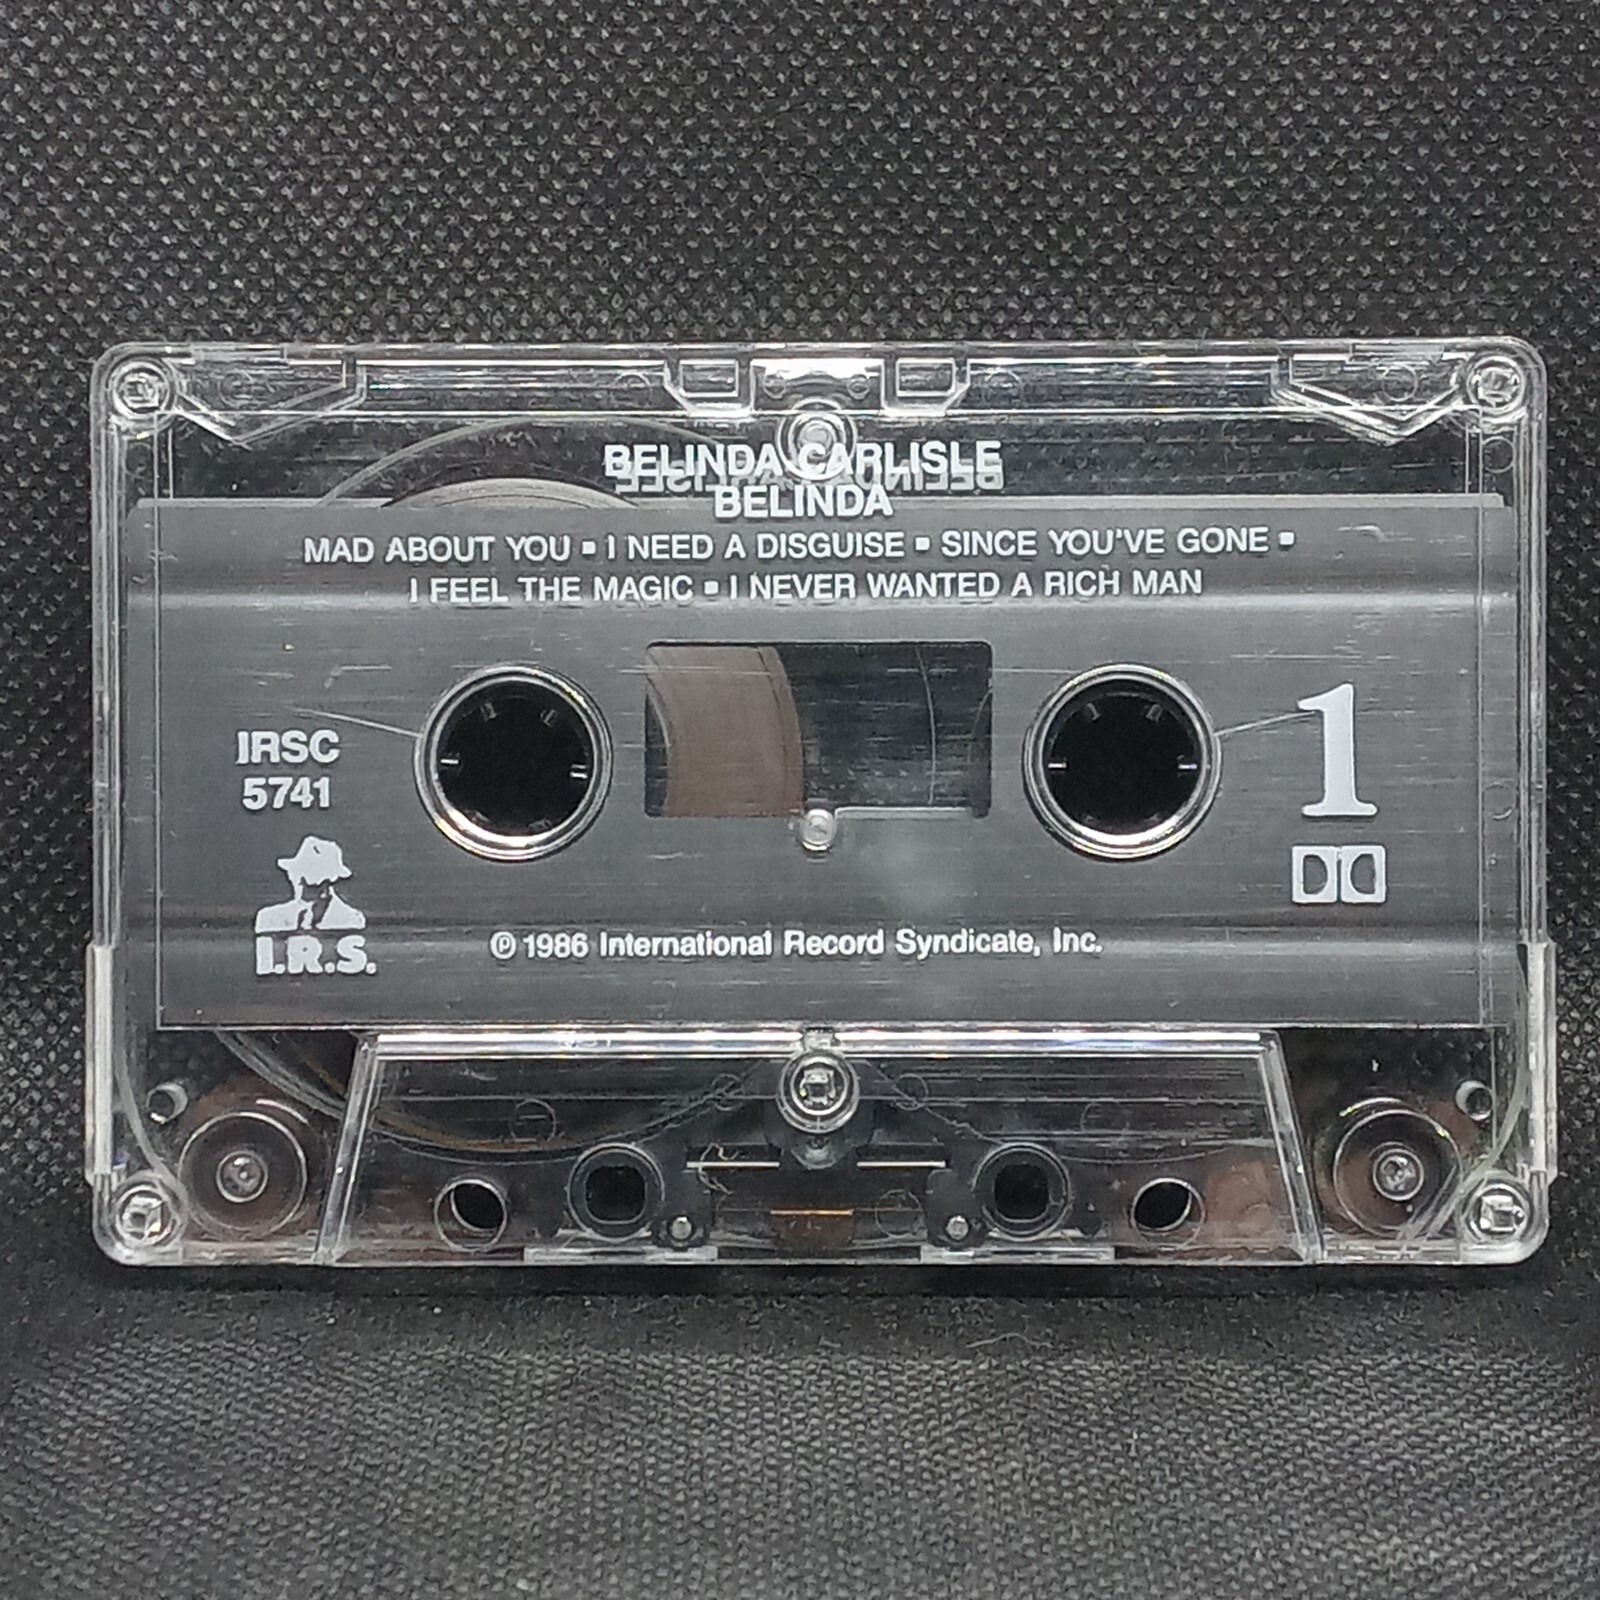 BELINDA CARLISLE
BELINDA
MAD ABOUT YOU ▪ I NEED A DISGUISE ▪ SINCE YOU'VE GONE ▪
I FEEL THE MAGIC ▪ I NEVER WANTED A RICH MAN
IRSC
5741
1
I.R.S.
℗ 1986 International Record Syndicate, Inc.